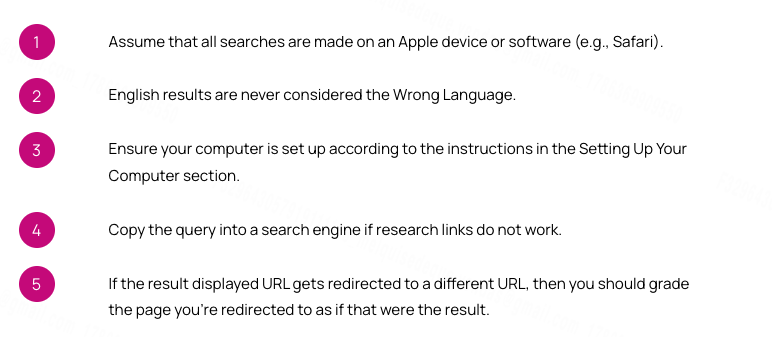 1 Assume that all searches are made on an Apple device or software (e.g., Safari).
2 English results are never considered the Wrong Language.
3 Ensure your computer is set up according to the instructions in the Setting Up Your
Computer section.
4 Copy the query into a search engine if research links do not work.
5 If the result displayed URL gets redirected to a different URL, then you should grade
the page you're redirected to as if that were the result.